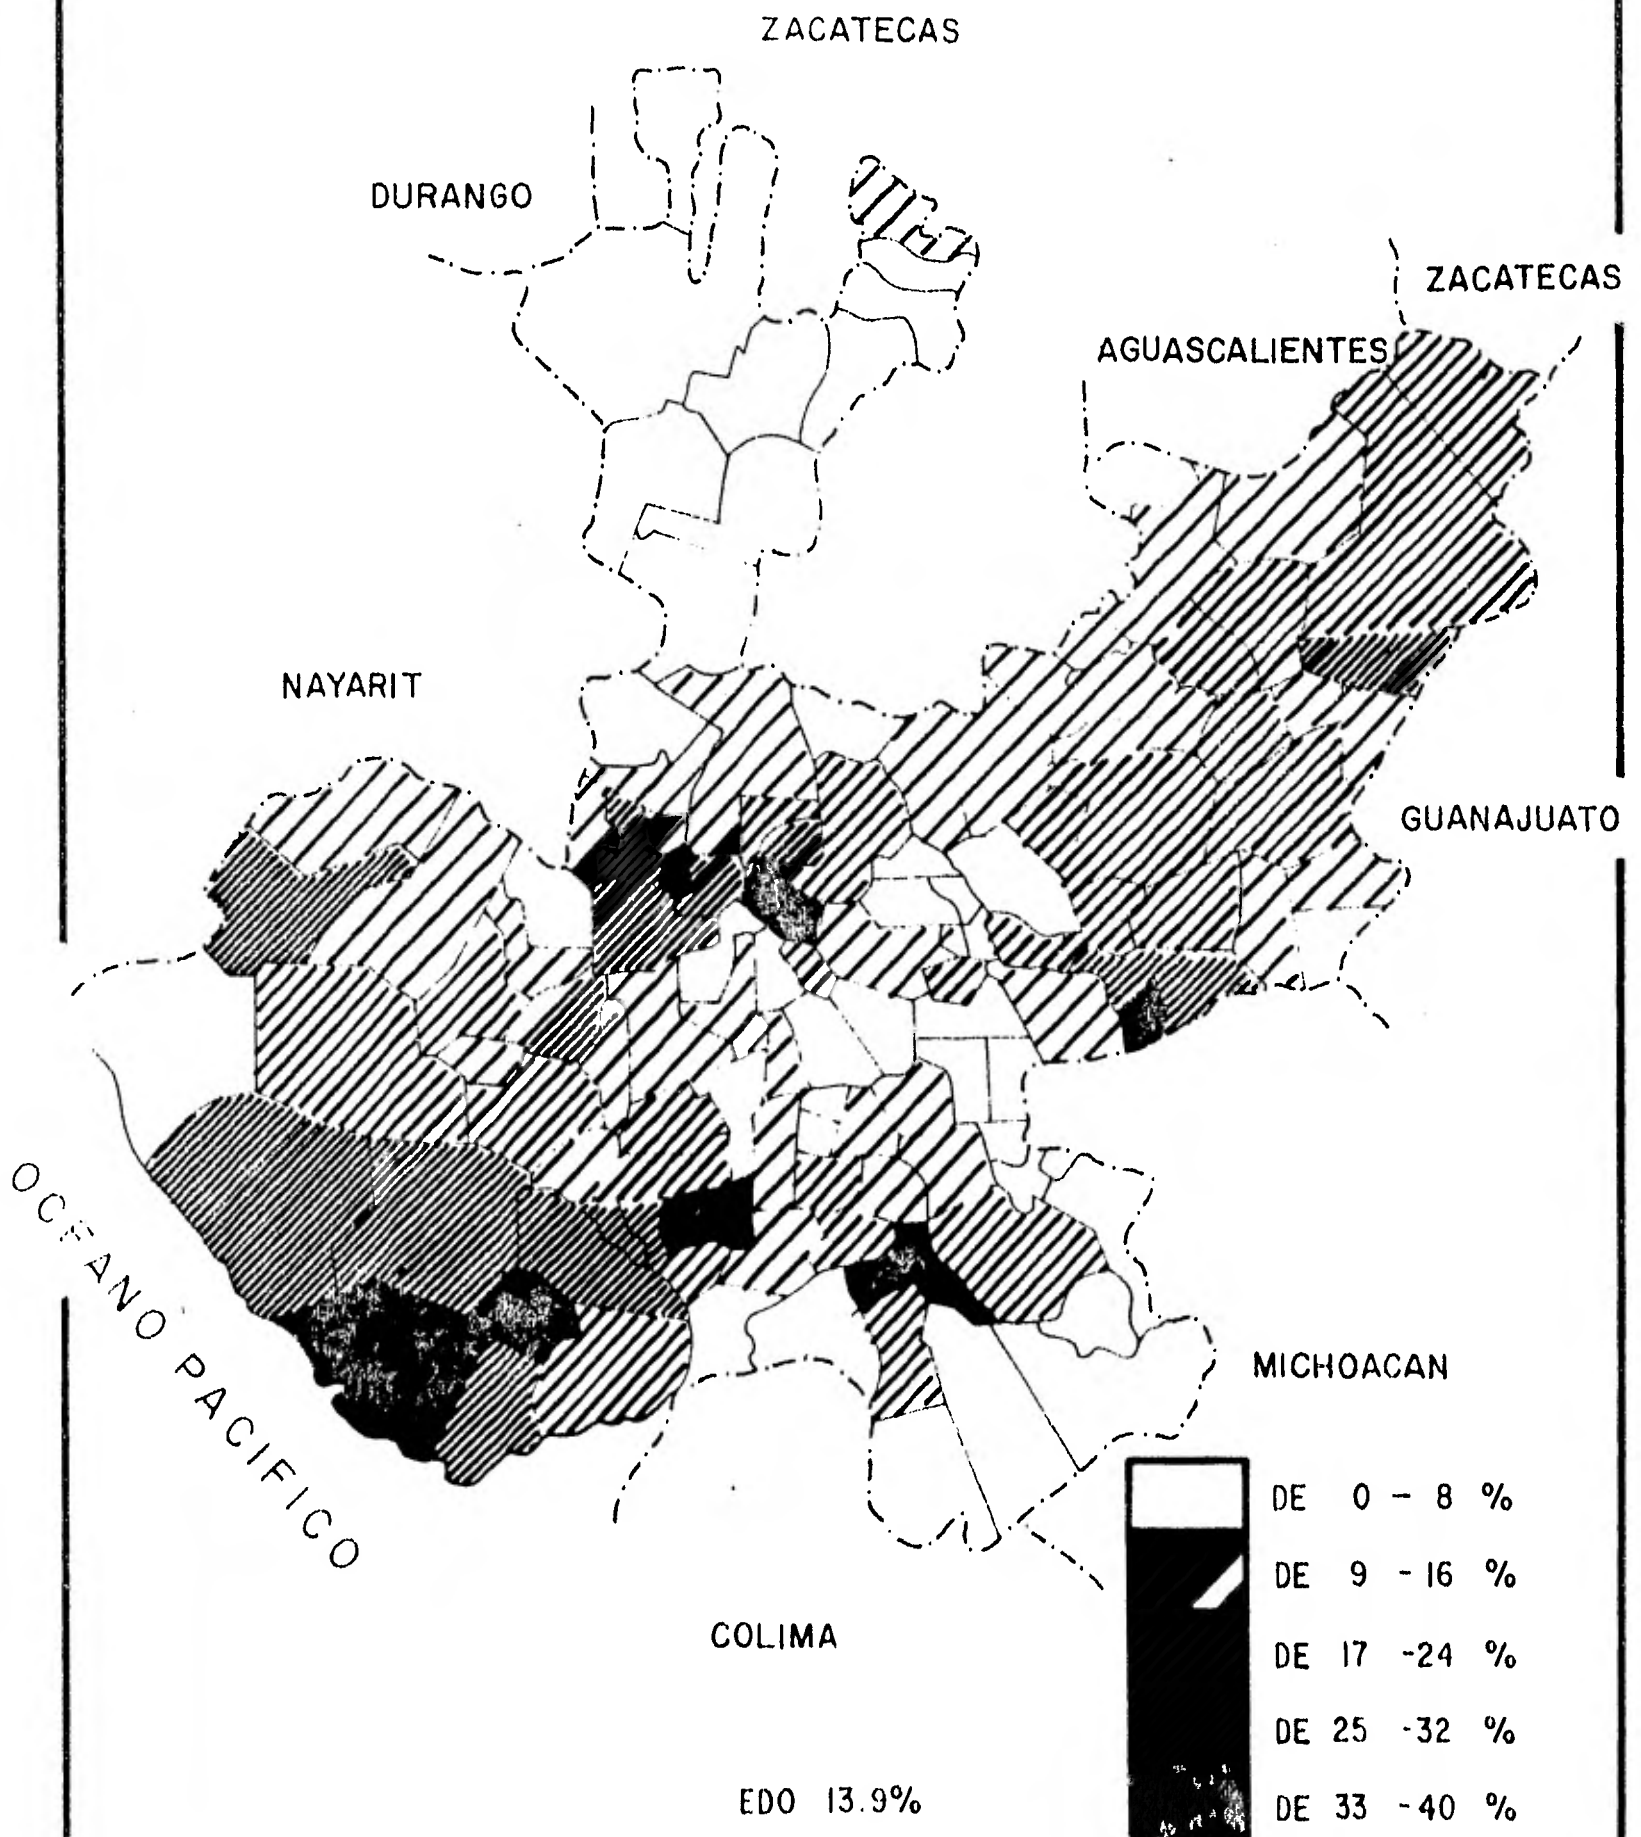 ZACATECAS
DURANGO
ZACATECAS
AGUASCALIENTES
NAYARIT
GUANAJUATO
OCEANO PACIFICO
MICHOACAN
DE 0 - 8 %
DE 9 - 16 %
DE 17 - 24 %
DE 25 - 32 %
DE 33 - 40 %
COLIMA
EDO 13.9%